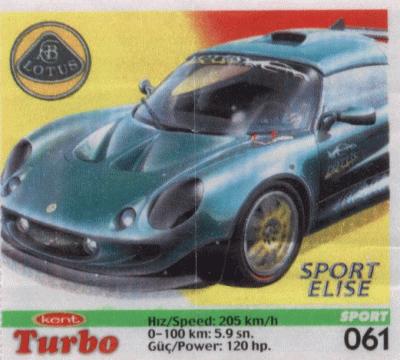 LOTUS
SPORT
ELISE
kent
Turbo
Hız/Speed: 205 km/h
0-100 km: 5.9 sn.
Güç/Power: 120 hp.
SPORT
061